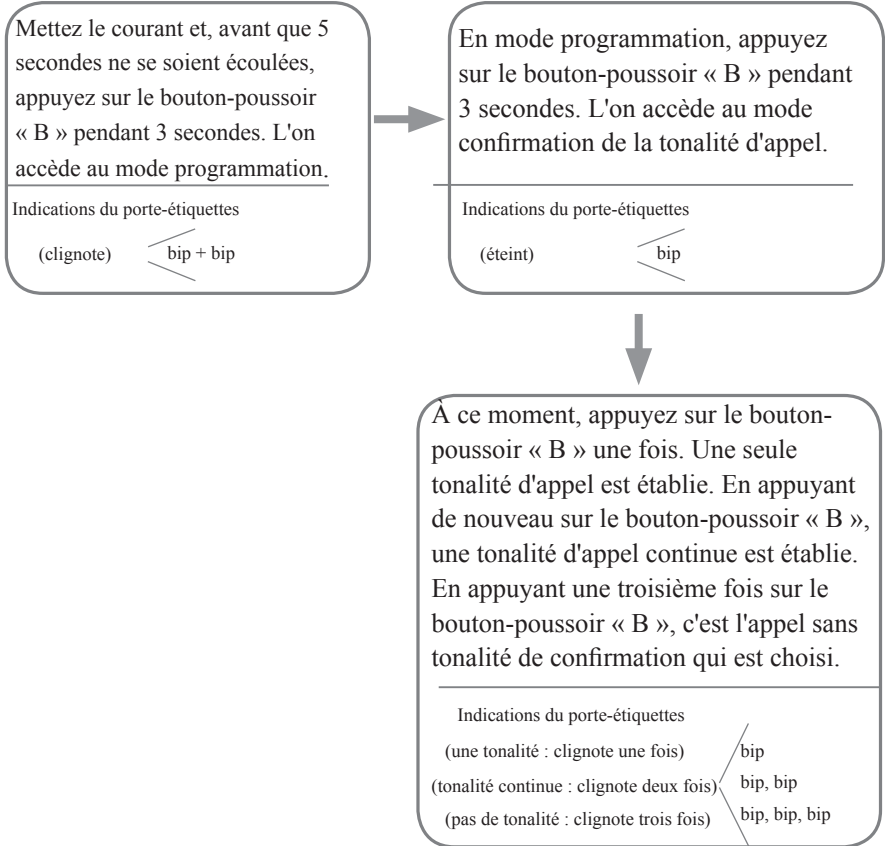 Mettez le courant et, avant que 5
secondes ne se soient écoulées,
appuyez sur le bouton-poussoir
« B » pendant 3 secondes. L'on
accède au mode programmation.
Indications du porte-étiquettes
(clignote) bip + bip
En mode programmation, appuyez
sur le bouton-poussoir « B » pendant
3 secondes. L'on accède au mode
confirmation de la tonalité d'appel.
Indications du porte-étiquettes
(éteint) bip
À ce moment, appuyez sur le bouton-
poussoir « B » une fois. Une seule
tonalité d'appel est établie. En appuyant
de nouveau sur le bouton-poussoir « B »,
une tonalité d'appel continue est établie.
En appuyant une troisième fois sur le
bouton-poussoir « B », c'est l'appel sans
tonalité de confirmation qui est choisi.
Indications du porte-étiquettes
(une tonalité : clignote une fois) bip
(tonalité continue : clignote deux fois) bip, bip
(pas de tonalité : clignote trois fois) bip, bip, bip